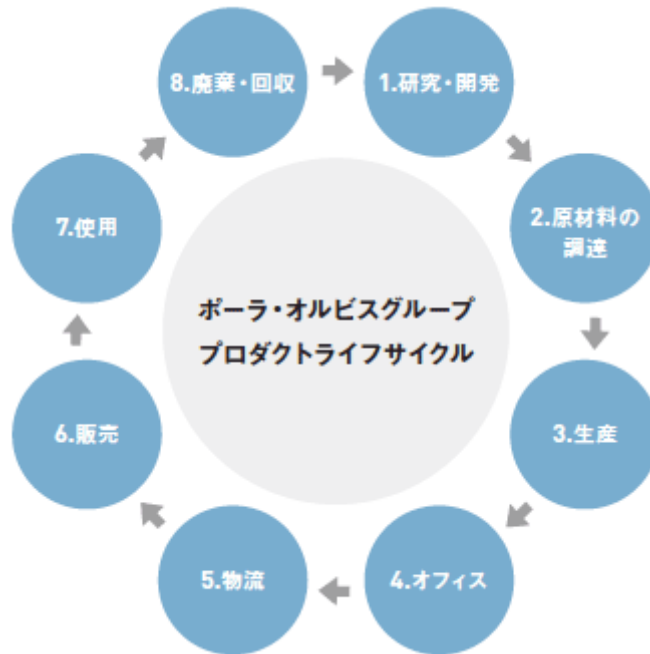 ポーラ・オルビスグループ
プロダクトライフサイクル
1.研究・開発
2.原材料の
調達
3.生産
4.オフィス
5.物流
6.販売
7.使用
8.廃棄・回収